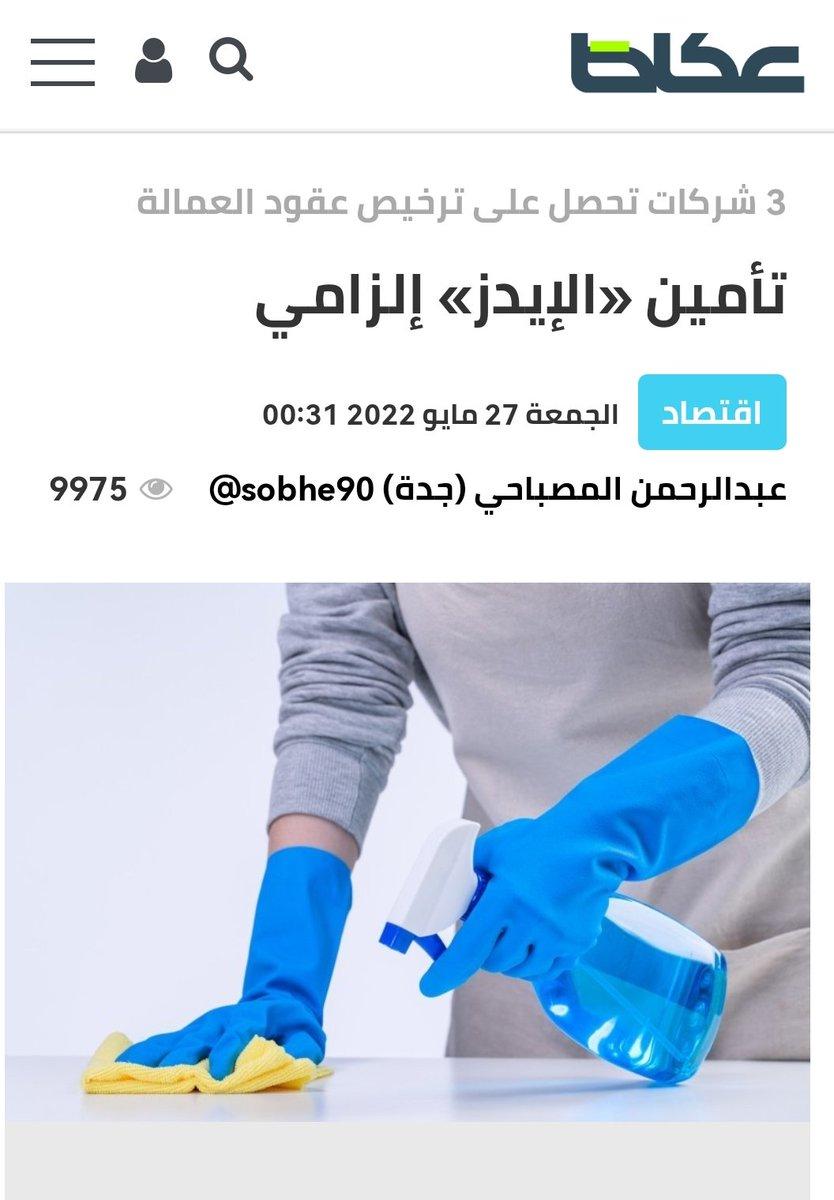 عكاظ
3 شركات تحصل على ترخيص عقود العمالة
تأمين «الإيدز» إلزامي
اقتصاد الجمعة 27 مايو 2022 00:31
عبدالرحمن المصباحي (جدة) @sobhe90 9975